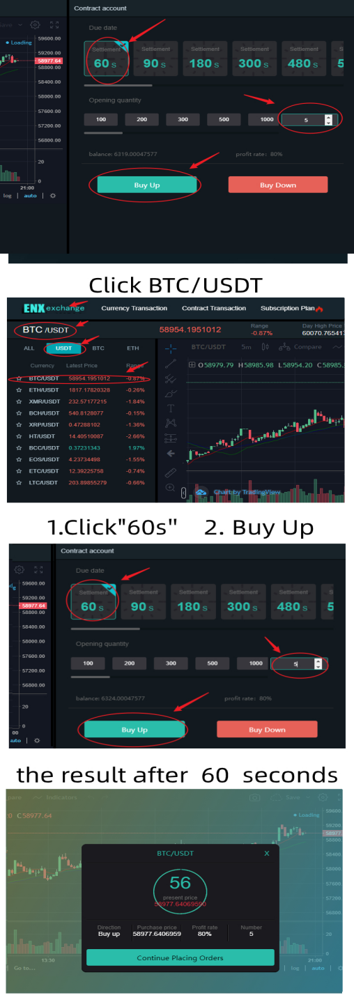 Contract account
Save
Due date
Loading
59600.00
59200.00
58977.64
58800.00
58400.00
58000.00
57600.00
57200.00
56800.00
20
0
21:00
log | auto
Settlement Settlement Settlement Settlement Settlement S
60 s 90 s 180 s 300 s 480 s 5
Opening quantity
100 200 300 500 1000 5
balance: 6319.00047577 profit rate: 80%
Buy Up Buy Down
Click BTC/USDT
ENX exchange Currency Transaction Contract Transaction Subscription Plan
BTC /USDT 58954.1951012 Range Day High Price
-0.87% 60070.765417
ALL USDT BTC ETH BTC/USDT 5m Compare
Currency Latest Price Range O58979.79 H58985.98 L58954.20 C58985.
BTC/USDT 58954.1951012 -0.87%
ETH/USDT 1817.17820328 -0.26%
XMR/USDT 232.57177215 -1.84%
BCH/USDT 540.8128077 -0.15%
XRP/USDT 0.47288102 -1.36%
HT/USDT 14.40510087 -2.66%
BCC/USDT 0.37231343 1.97%
EOS/USDT 4.23734498 -1.55%
ETC/USDT 12.39225758 -0.74%
LTC/USDT 203.89855279 -0.66%
Chart by TradingView
1.Click"60s" 2. Buy Up
Contract account
Due date
59600.00
59200.00
58977.64
58800.00
58400.00
58000.00
57600.00
57200.00
56800.00
20
0
00
auto
Settlement Settlement Settlement Settlement Settlement S
60 s 90 s 180 s 300 s 480 s 5
Opening quantity
100 200 300 500 1000 5
balance: 6324.00047577 profit rate: 80%
Buy Up Buy Down
the result after 60 seconds
pare Indicators Save
0 C58977.64 Loading
59600
59200
58977
58800
58400
58000
57600
57200
56800
20
0
BTC/USDT X
56
present price
58977.64069590
Direction Purchase price Profit rate Number
Buy up 58977.6406959 80% 5
Continue Placing Orders
13:38 21:00
Go to... log | auto